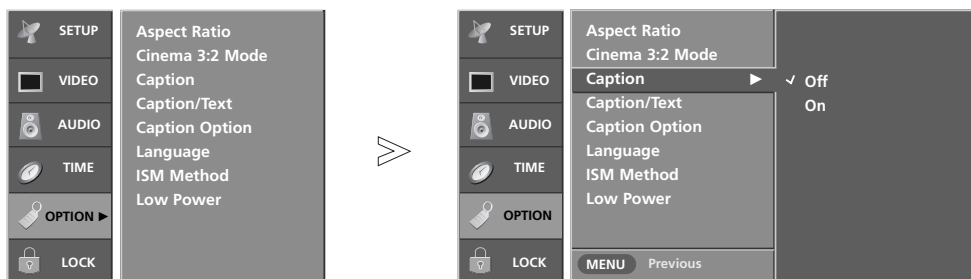 SETUP
VIDEO
AUDIO
TIME
OPTION ►
LOCK
Aspect Ratio
Cinema 3:2 Mode
Caption
Caption/Text
Caption Option
Language
ISM Method
Low Power
SETUP
VIDEO
AUDIO
TIME
OPTION
LOCK
Aspect Ratio
Cinema 3:2 Mode
Caption ►
Caption/Text
Caption Option
Language
ISM Method
Low Power
MENU Previous
✓ Off
On